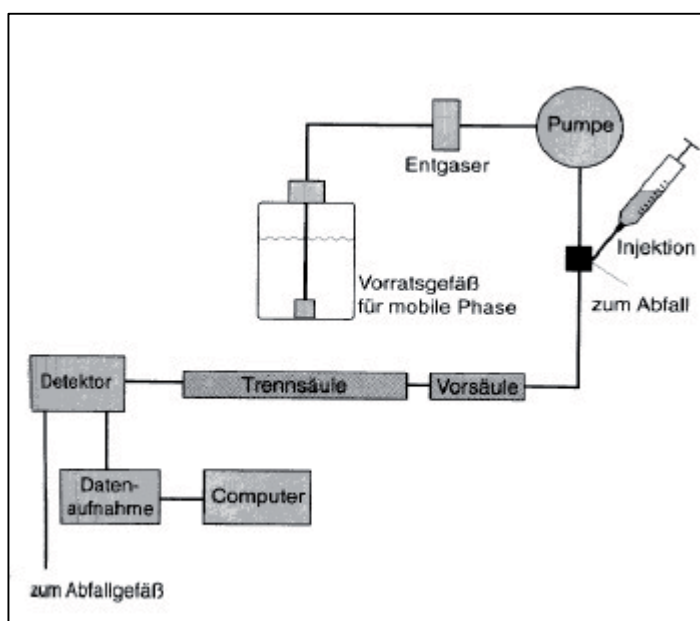 Pumpe
Entgaser
Injektion
Vorratsgefäß
für mobile Phase
zum Abfall
Detektor
Trennsäule
Vorsäule
Daten-
aufnahme
Computer
zum Abfallgefäß